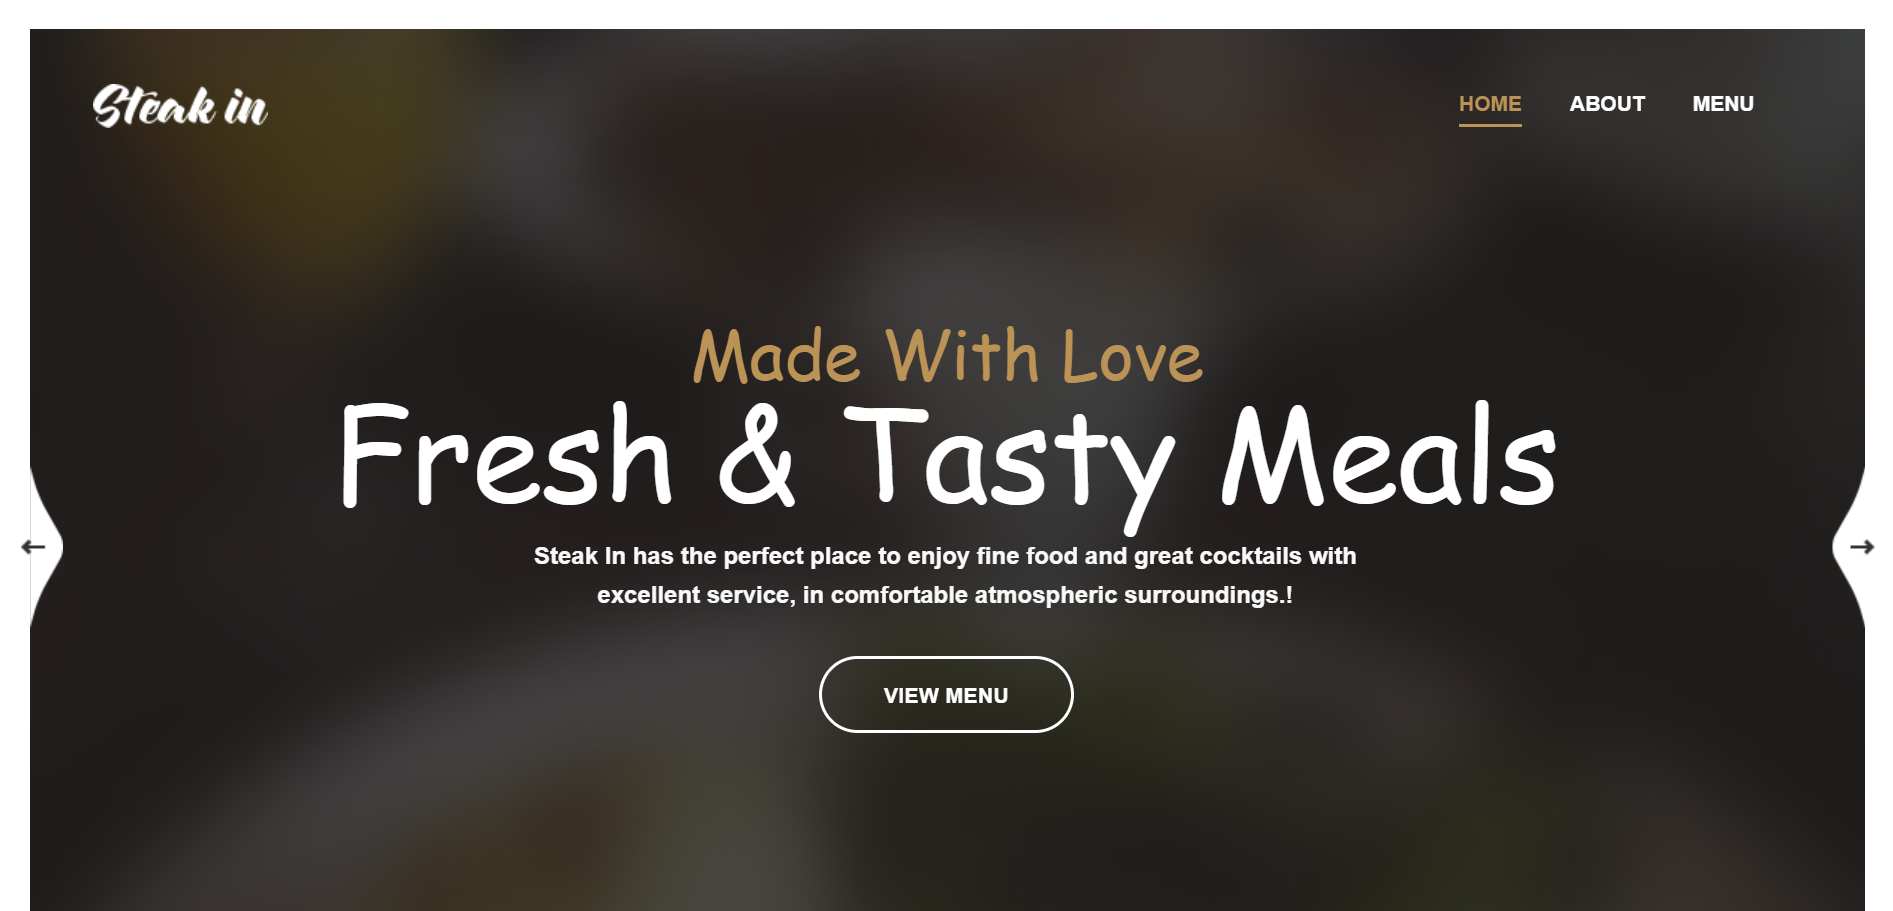 Steak in
HOME ABOUT MENU
Made With Love
Fresh & Tasty Meals
Steak In has the perfect place to enjoy fine food and great cocktails with
excellent service, in comfortable atmospheric surroundings.!
VIEW MENU